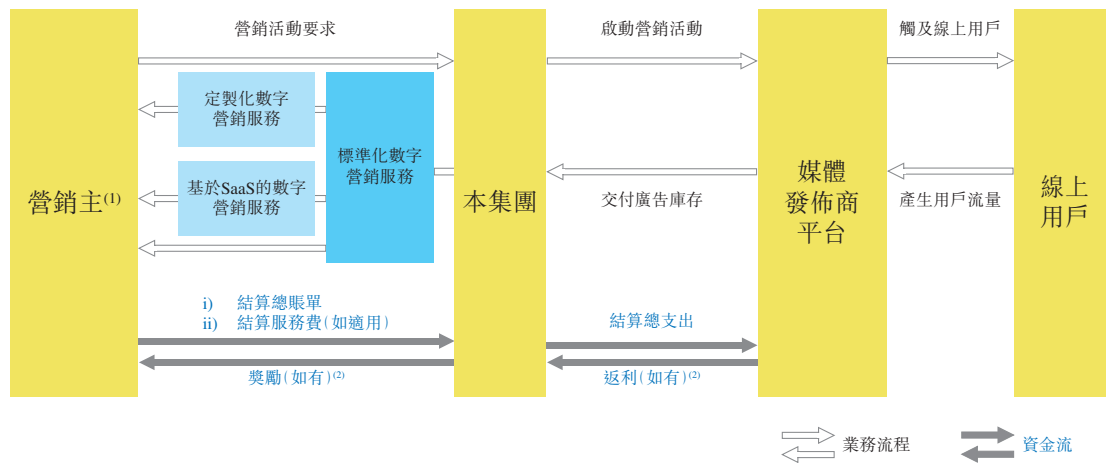 營銷活動要求
啟動營銷活動
觸及線上用戶
定製化數字
營銷服務
標準化數字
營銷服務
基於SaaS的數字
營銷服務
營銷主(1)
本集團
媒體
發佈商
平台
線上
用戶
交付廣告庫存
產生用戶流量
i) 結算總賬單
ii) 結算服務費(如適用)
結算總支出
獎勵(如有)(2)
返利(如有)(2)
業務流程
資金流